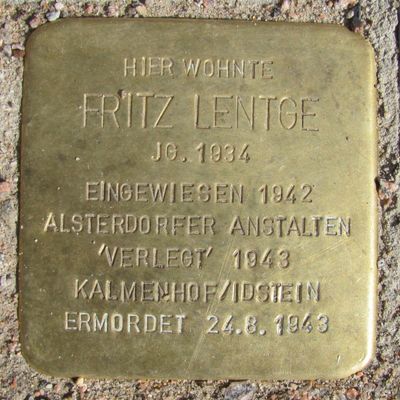 HIER WOHNTE
FRITZ LENTGE
JG. 1934
EINGEWIESEN 1942
ALSTERDORFER ANSTALTEN
'VERLEGT' 1943
KALMENHOF/IDSTEIN
ERMORDET 24.8.1943